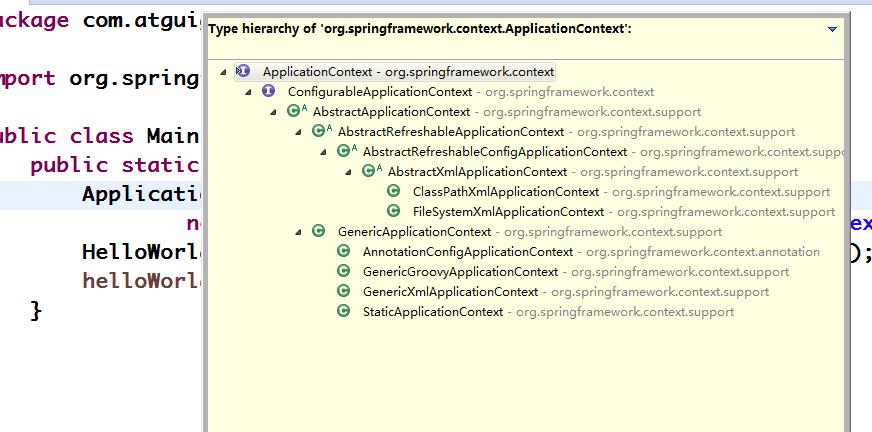 package com.atgui
Type hierarchy of 'org.springframework.context.ApplicationContext':
import org.spring
ApplicationContext - org.springframework.context
ConfigurableApplicationContext - org.springframework.context
AbstractApplicationContext - org.springframework.context.support
AbstractRefreshableApplicationContext - org.springframework.context.support
public class Main
AbstractRefreshableConfigApplicationContext - org.springframework.context.suppo
public static
AbstractXmlApplicationContext - org.springframework.context.support
Applicatio
ClassPathXmlApplicationContext - org.springframework.context.support
FileSystemXmlApplicationContext - org.springframework.context.support
ne
ex
GenericApplicationContext - org.springframework.context.support
HelloWorl
);
AnnotationConfigApplicationContext - org.springframework.context.annotation
GenericGroovyApplicationContext - org.springframework.context.support
helloWorl
GenericXmlApplicationContext - org.springframework.context.support
}
StaticApplicationContext - org.springframework.context.support